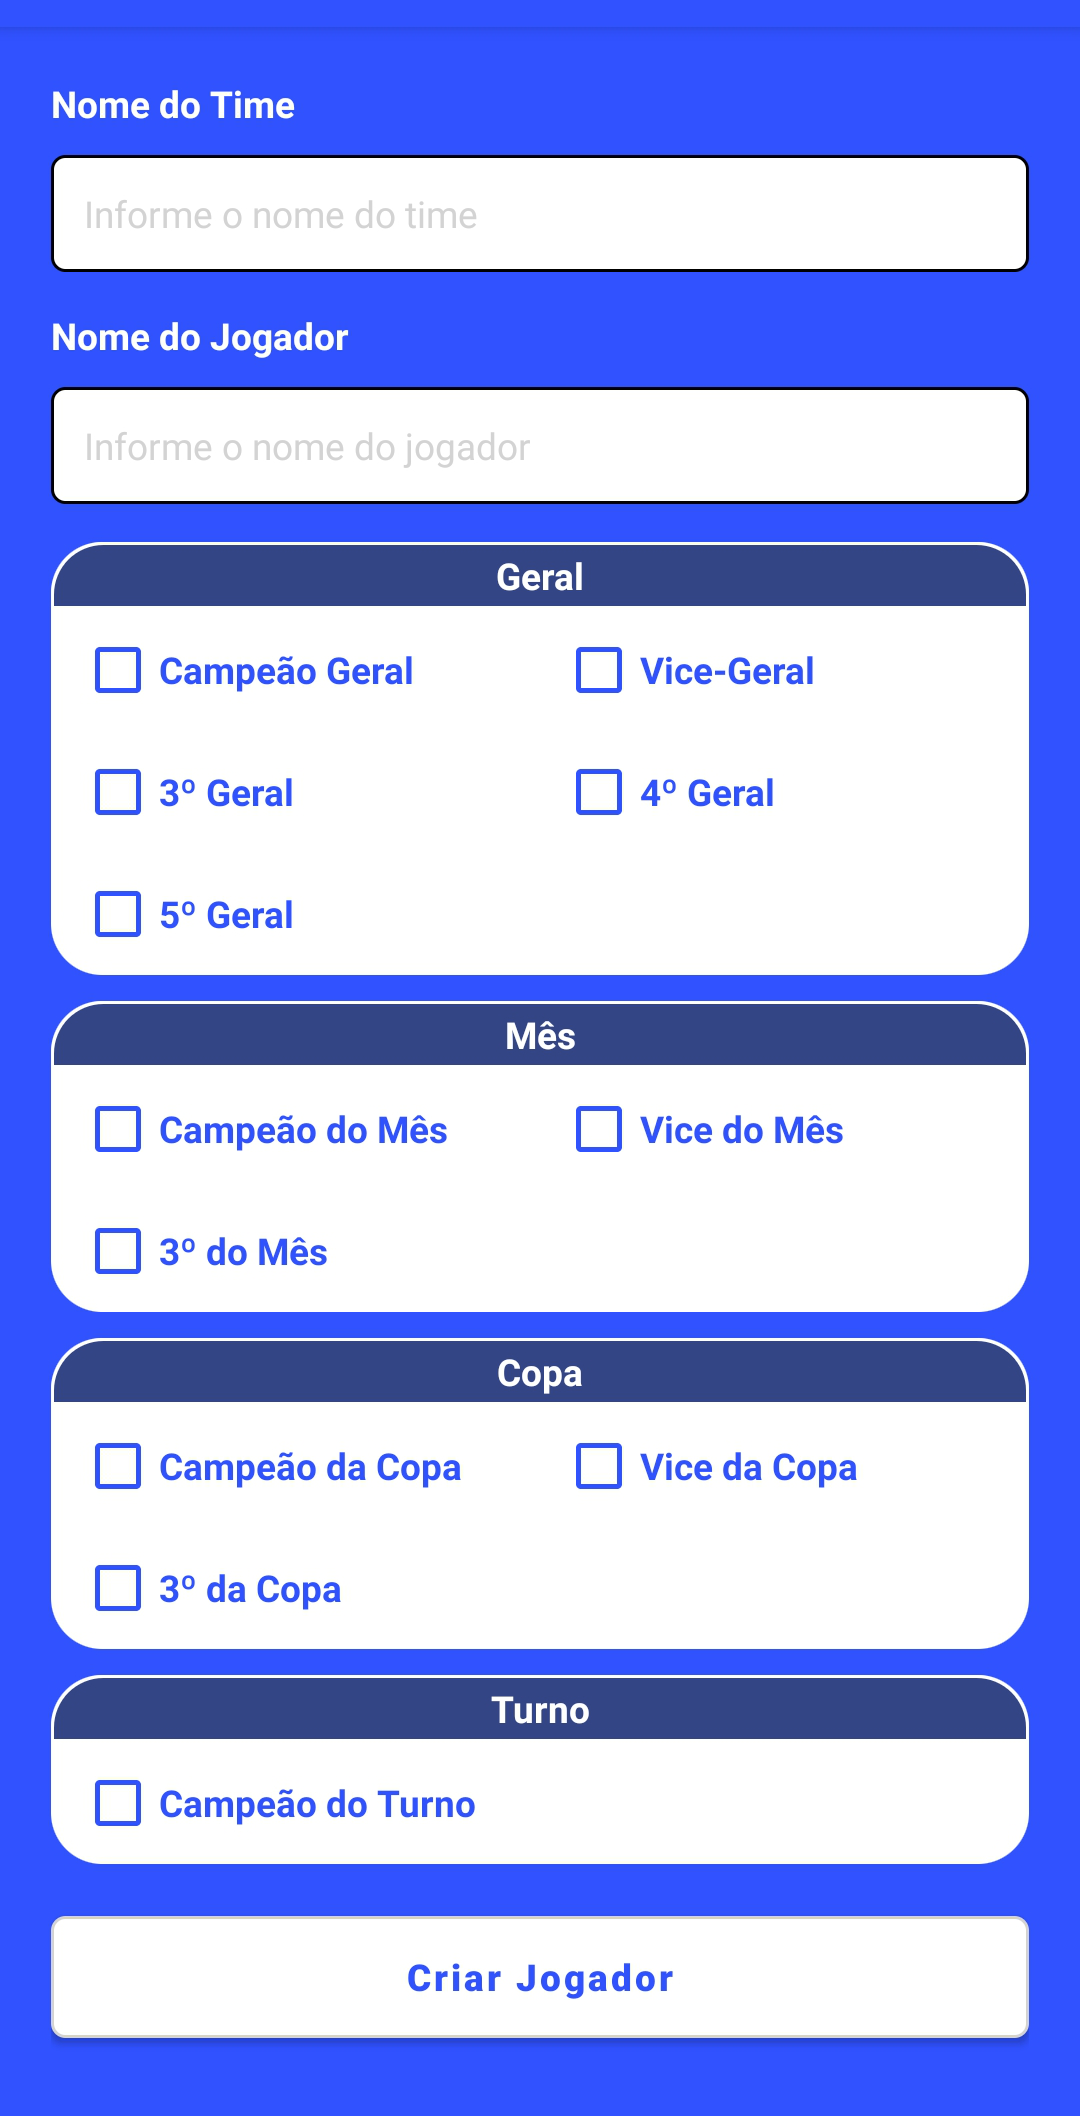 Nome do Time
Informe o nome do time
Nome do Jogador
Informe o nome do jogador
Geral
Campeão Geral Vice-Geral
3º Geral 4º Geral
5º Geral
Mês
Campeão do Mês Vice do Mês
3º do Mês
Copa
Campeão da Copa Vice da Copa
3º da Copa
Turno
Campeão do Turno
Criar Jogador